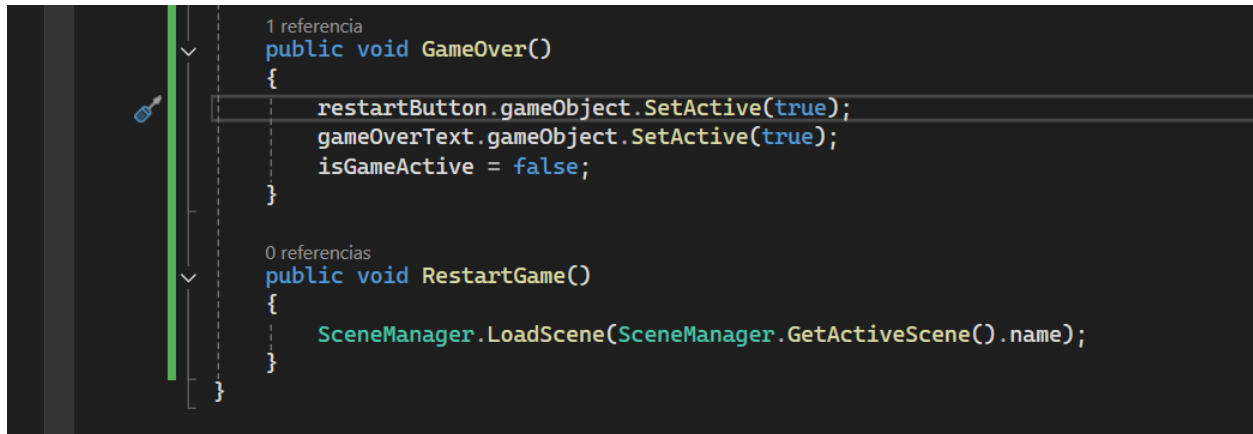 1 referencia
public void GameOver()
{
restartButton.gameObject.SetActive(true);
gameOverText.gameObject.SetActive(true);
isGameActive = false;
}
0 referencias
public void RestartGame()
{
SceneManager.LoadScene(SceneManager.GetActiveScene().name);
}
}